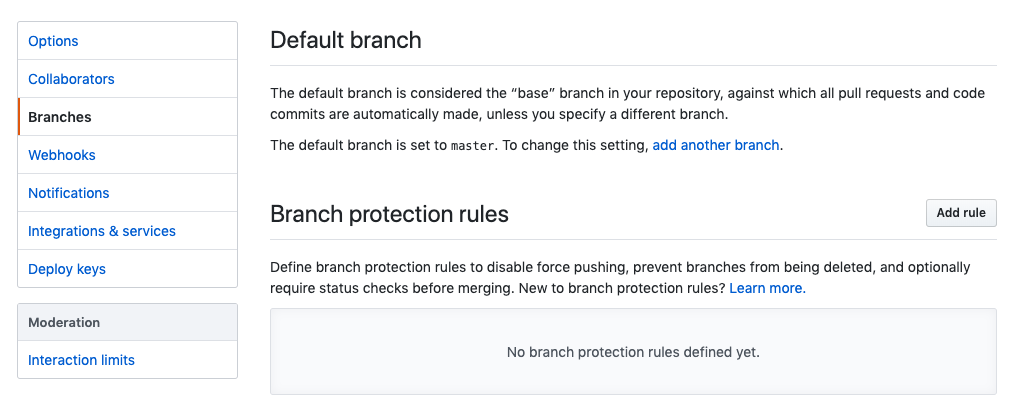 Options
Collaborators
Branches
Webhooks
Notifications
Integrations & services
Deploy keys
Moderation
Interaction limits
Default branch
The default branch is considered the “base” branch in your repository, against which all pull requests and code
commits are automatically made, unless you specify a different branch.
The default branch is set to master. To change this setting, add another branch.
Branch protection rules
Add rule
Define branch protection rules to disable force pushing, prevent branches from being deleted, and optionally
require status checks before merging. New to branch protection rules? Learn more.
No branch protection rules defined yet.